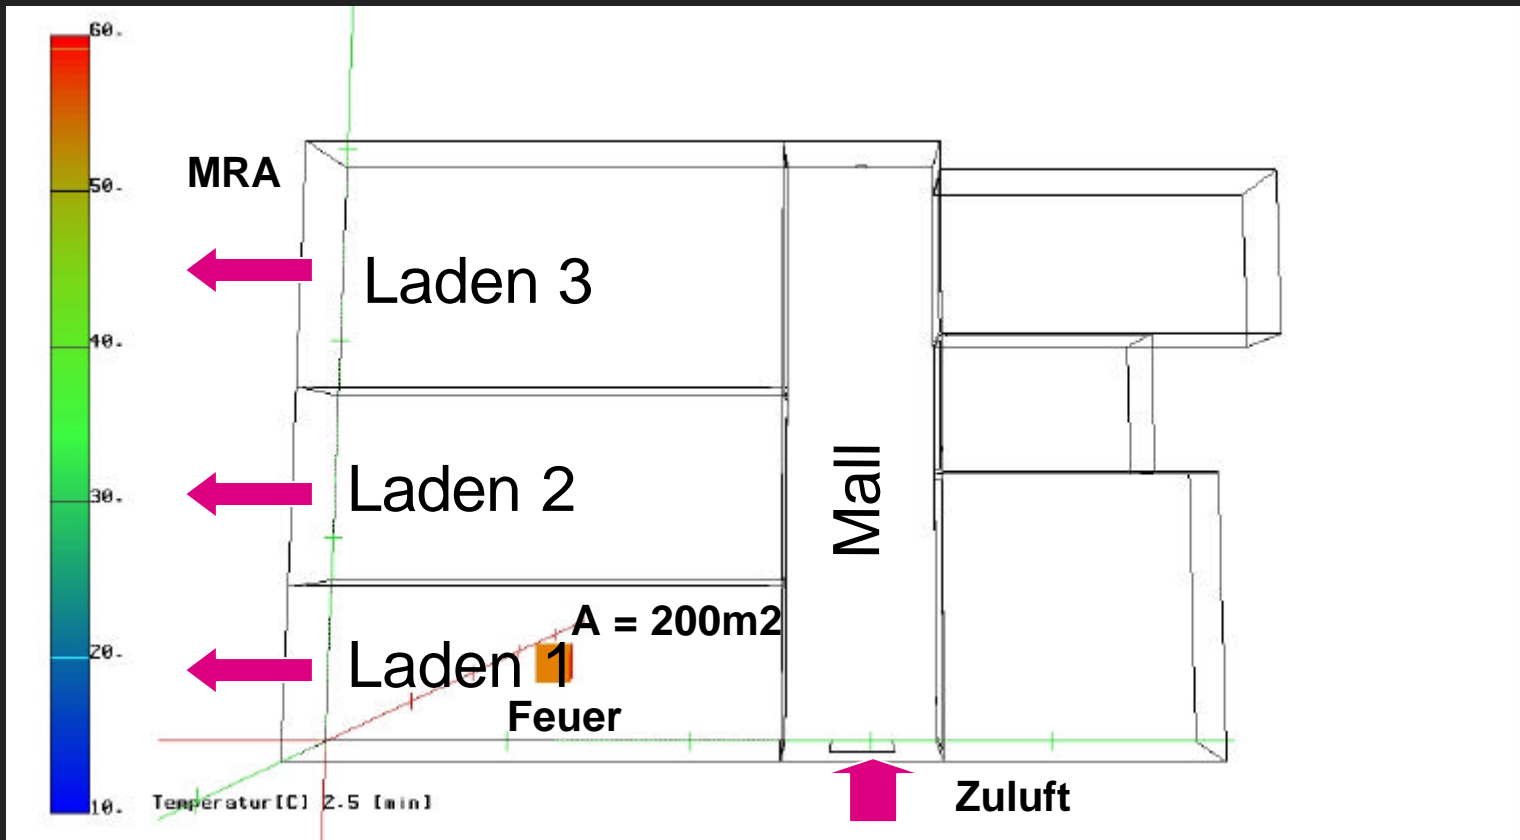 60.
MRA
50.
Laden 3
40.
Laden 2
30.
Mall
A = 200m2
20.
Laden 1
Feuer
Zuluft
10.
Temperatur[C] 2.5 [min]